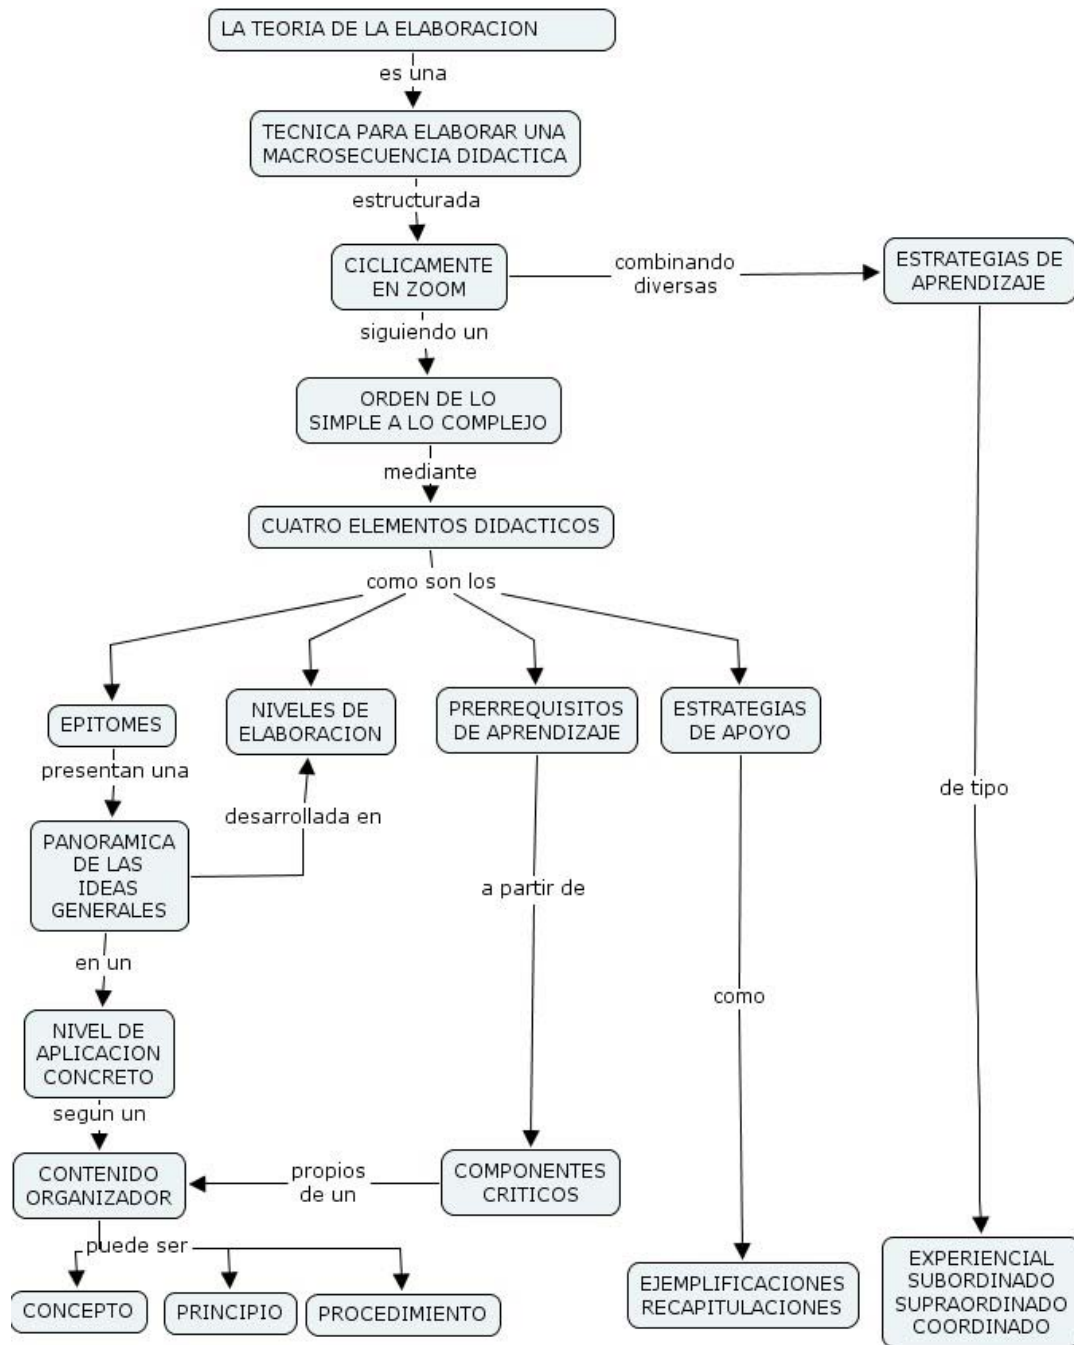 LA TEORIA DE LA ELABORACION
es una
TECNICA PARA ELABORAR UNA
MACROSECUENCIA DIDACTICA
estructurada
CICLICAMENTE
EN ZOOM
combinando
diversas
ESTRATEGIAS DE
APRENDIZAJE
siguiendo un
ORDEN DE LO
SIMPLE A LO COMPLEJO
mediante
CUATRO ELEMENTOS DIDACTICOS
como son los
EPITOMES
NIVELES DE
ELABORACION
PRERREQUISITOS
DE APRENDIZAJE
ESTRATEGIAS
DE APOYO
presentan una
desarrollada en
de tipo
PANORAMICA
DE LAS
IDEAS
GENERALES
a partir de
en un
como
NIVEL DE
APLICACION
CONCRETO
según un
CONTENIDO
ORGANIZADOR
propios
de un
COMPONENTES
CRITICOS
puede ser
CONCEPTO
PRINCIPIO
PROCEDIMIENTO
EJEMPLIFICACIONES
RECAPITULACIONES
EXPERIENCIAL
SUBORDINADO
SUPRAORDINADO
COORDINADO